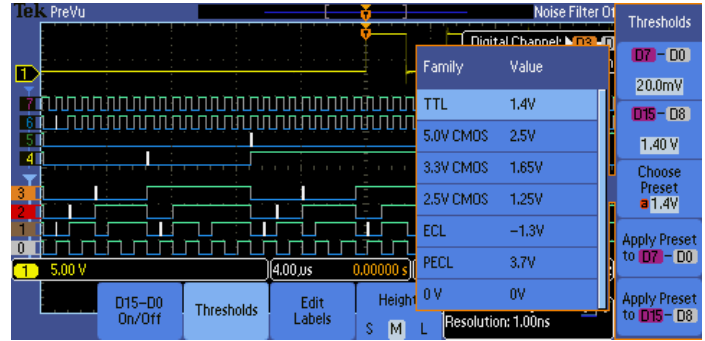 Tek PreVu
Noise Filter Of
Digital Channel: D3
Thresholds
D7 - D0
20.0mV
D15 - D8
1.40 V
Choose
Preset
a 1.4V
Apply Preset
to D7 - D0
Apply Preset
to D15 - D8
Family Value
TTL 1.4V
5.0V CMOS 2.5V
3.3V CMOS 1.65V
2.5V CMOS 1.25V
ECL -1.3V
PECL 3.7V
0 V 0V
1
7
6
5
4
3
2
1
0
1 5.00 V
4.00µs
0.00000 s
D15-D0
On/Off
Thresholds
Edit
Labels
Height
S M L
Resolution: 1.00ns